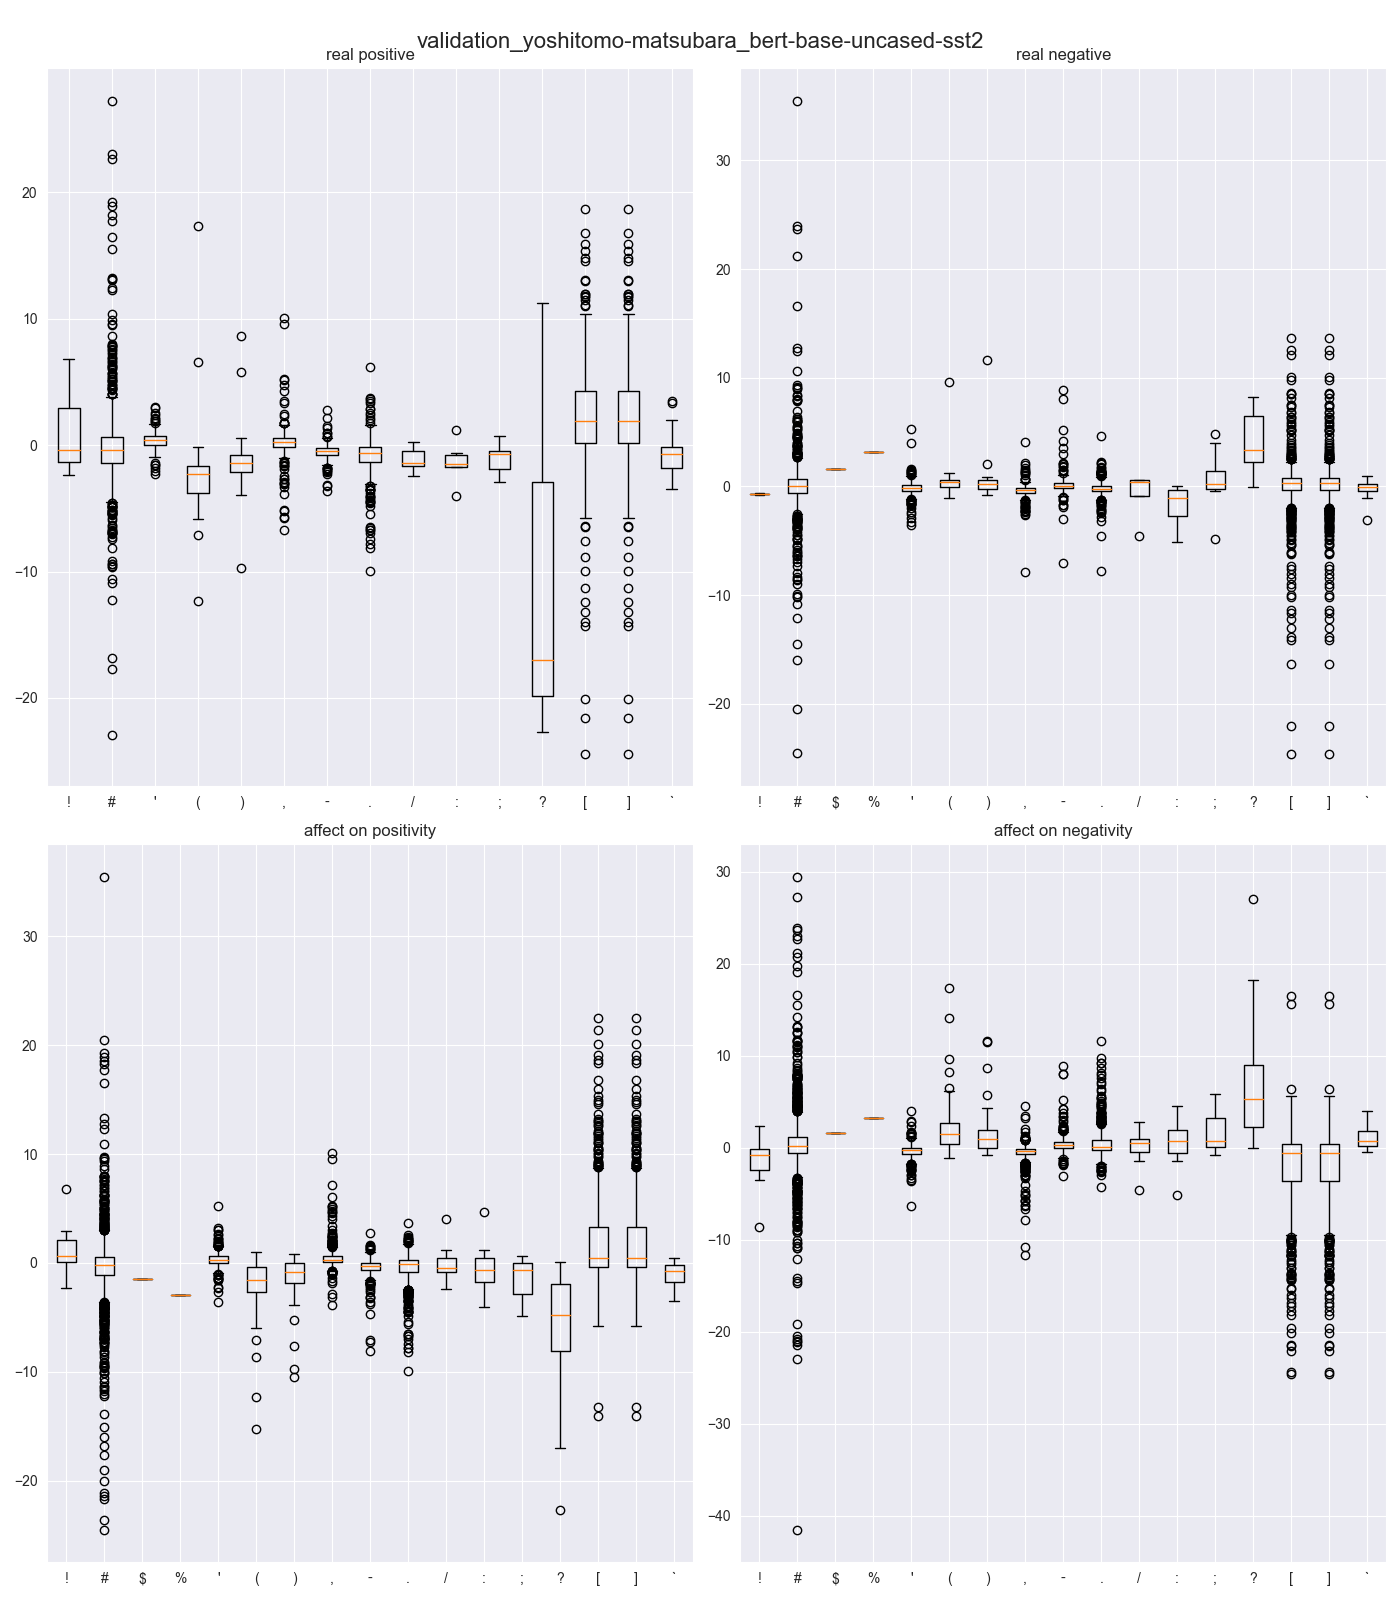 validation_yoshitomo-matsubara_bert-base-uncased-sst2
real positive
real negative
20
10
0
−10
−20
! # ' ( ) , - . / : ; ? [ ] `
30
20
10
0
−10
−20
! # $ % ' ( ) , - . / : ; ? [ ] `
affect on positivity
affect on negativity
30
20
10
0
−10
−20
! # $ % ' ( ) , - . / : ; ? [ ] `
30
20
10
0
−10
−20
−30
−40
! # $ % ' ( ) , - . / : ; ? [ ] `